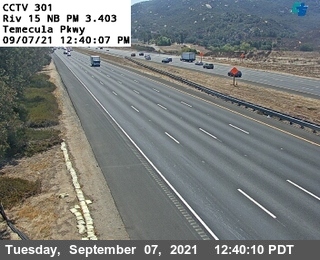 CCTV 301
Riv 15 NB PM 3.403
Temecula Pkwy
09/07/21 12:40:07 PM
Tuesday, September 07, 2021 12:40:10 PDT